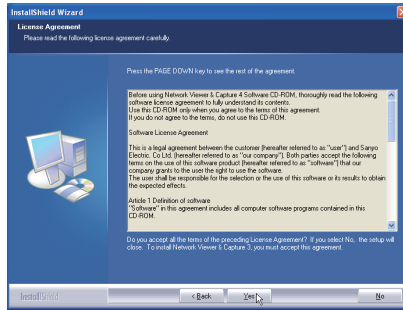 InstallShield Wizard
License Agreement
Please read the following license agreement carefully.
Press the PAGE DOWN key to see the rest of the agreement.
Before using Network Viewer & Capture 4 Software CD-ROM, thoroughly read the following
software license agreement to fully understand its contents.
Use this CD-ROM only when you agree to the terms of this agreement.
If you do not agree to the terms, do not use this CD-ROM.
Software License Agreement
This is a legal agreement between the customer (hereafter referred to as "user") and Sanyo
Electric. Co Ltd. (hereafter referred to as "our company"). Both parties accept the following
terms on the use of this software product (hereafter referred to as "software") that our
company grants to the user the right to use the software.
The user shall be responsible for the selection or the use of this software or its results to obtain
the expected effects.
Article 1 Definition of software
"Software" in this agreement includes all computer software programs contained in this
CD-ROM.
Do you accept all the terms of the preceding License Agreement? If you select No, the setup will
close. To install Network Viewer & Capture 3, you must accept this agreement.
InstallShield
< Back
Yes
No